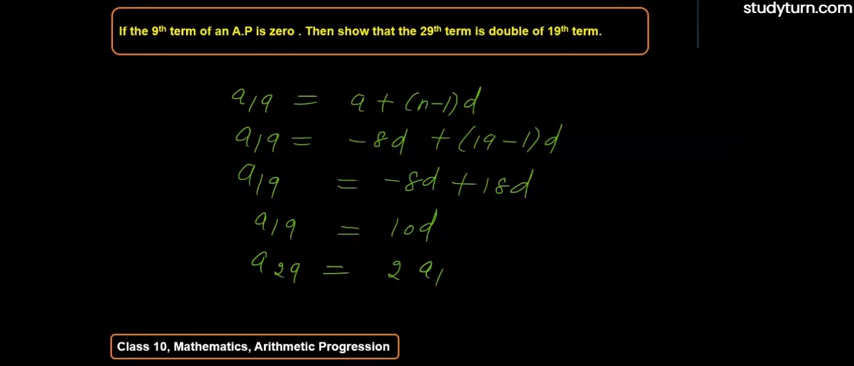 studyturn.com
If the 9th term of an A.P is zero . Then show that the 29th term is double of 19th term.
a19 = a + (n-1)d
a19 = -8d + (19-1)d
a19 = -8d + 18d
a19 = 10d
a29 = 2 a1
Class 10, Mathematics, Arithmetic Progression